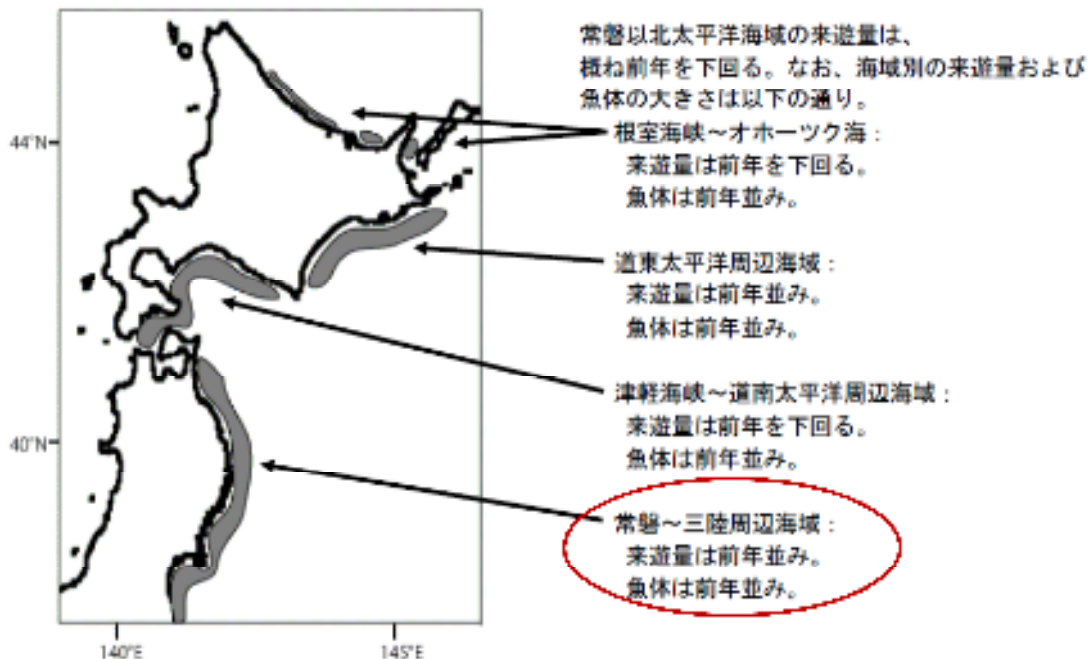 常磐以北太平洋海域の来遊量は、
概ね前年を下回る。なお、海域別の来遊量および
魚体の大きさは以下の通り。
根室海峡～オホーツク海：
来遊量は前年を下回る。
魚体は前年並み。
道東太平洋周辺海域：
来遊量は前年並み。
魚体は前年並み。
津軽海峡～道南太平洋周辺海域：
来遊量は前年を下回る。
魚体は前年並み。
常磐～三陸周辺海域：
来遊量は前年並み。
魚体は前年並み。
44°N
40°N
140°E
145°E